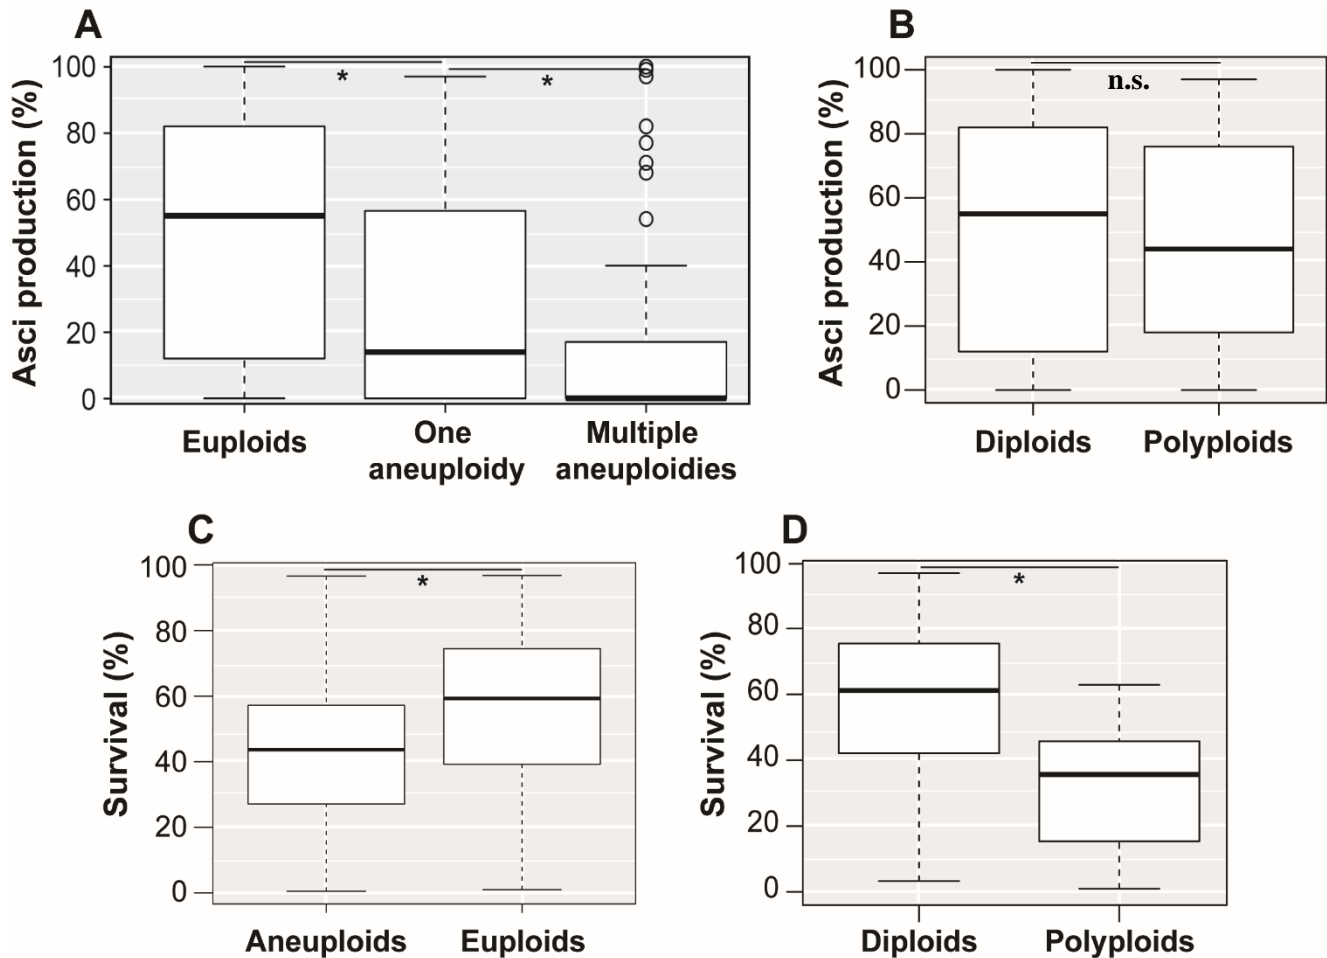 A
Asci production (%)
100
80
60
40
20
0
*
*
Euploids
One
aneuploidy
Multiple
aneuploidies
B
Asci production (%)
100
80
60
40
20
0
n.s.
Diploids
Polyploids
C
Survival (%)
100
80
60
40
20
0
*
Aneuploids
Euploids
D
Survival (%)
100
80
60
40
20
0
*
Diploids
Polyploids